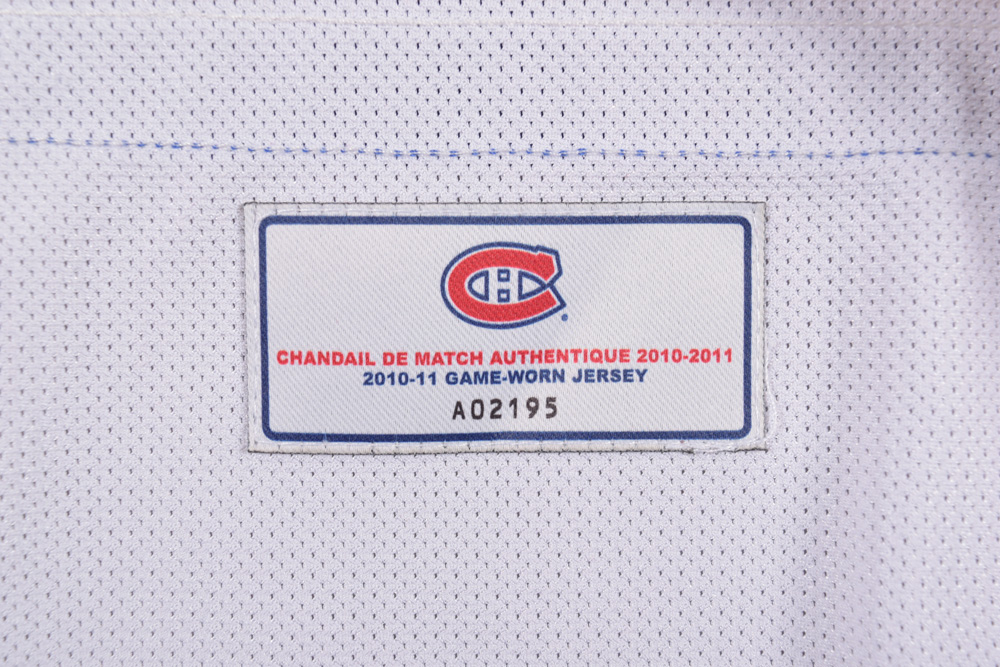 CHANDAIL DE MATCH AUTHENTIQUE 2010-2011
2010-11 GAME-WORN JERSEY
A02195